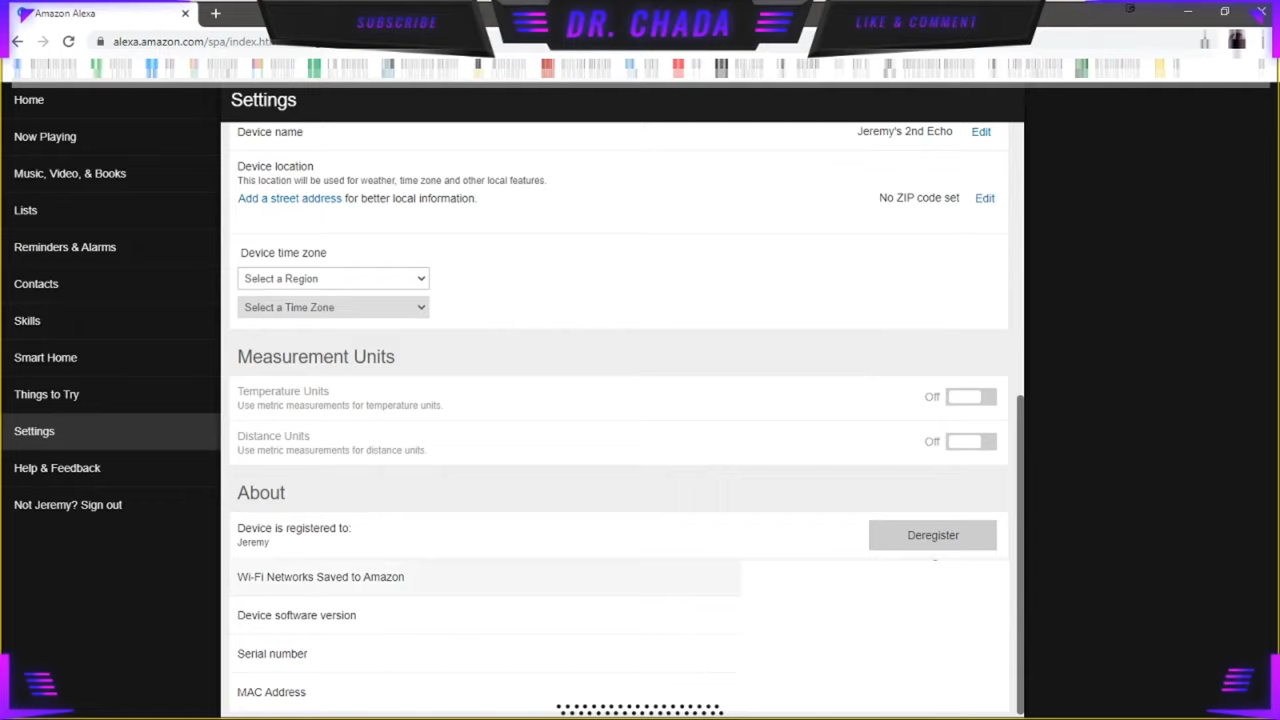 Amazon Alexa
SUBSCRIBE
DR. CHADA
LIKE & COMMENT
alexa.amazon.com/spa/index.ht
Home
Now Playing
Music, Video, & Books
Lists
Reminders & Alarms
Contacts
Skills
Smart Home
Things to Try
Settings
Help & Feedback
Not Jeremy? Sign out
Settings
Device name
Jeremy's 2nd Echo Edit
Device location
This location will be used for weather, time zone and other local features.
Add a street address for better local information.
No ZIP code set Edit
Device time zone
Select a Region
Select a Time Zone
Measurement Units
Temperature Units
Use metric measurements for temperature units.
Off
Distance Units
Use metric measurements for distance units.
Off
About
Device is registered to:
Jeremy
Deregister
Wi-Fi Networks Saved to Amazon
Device software version
Serial number
MAC Address